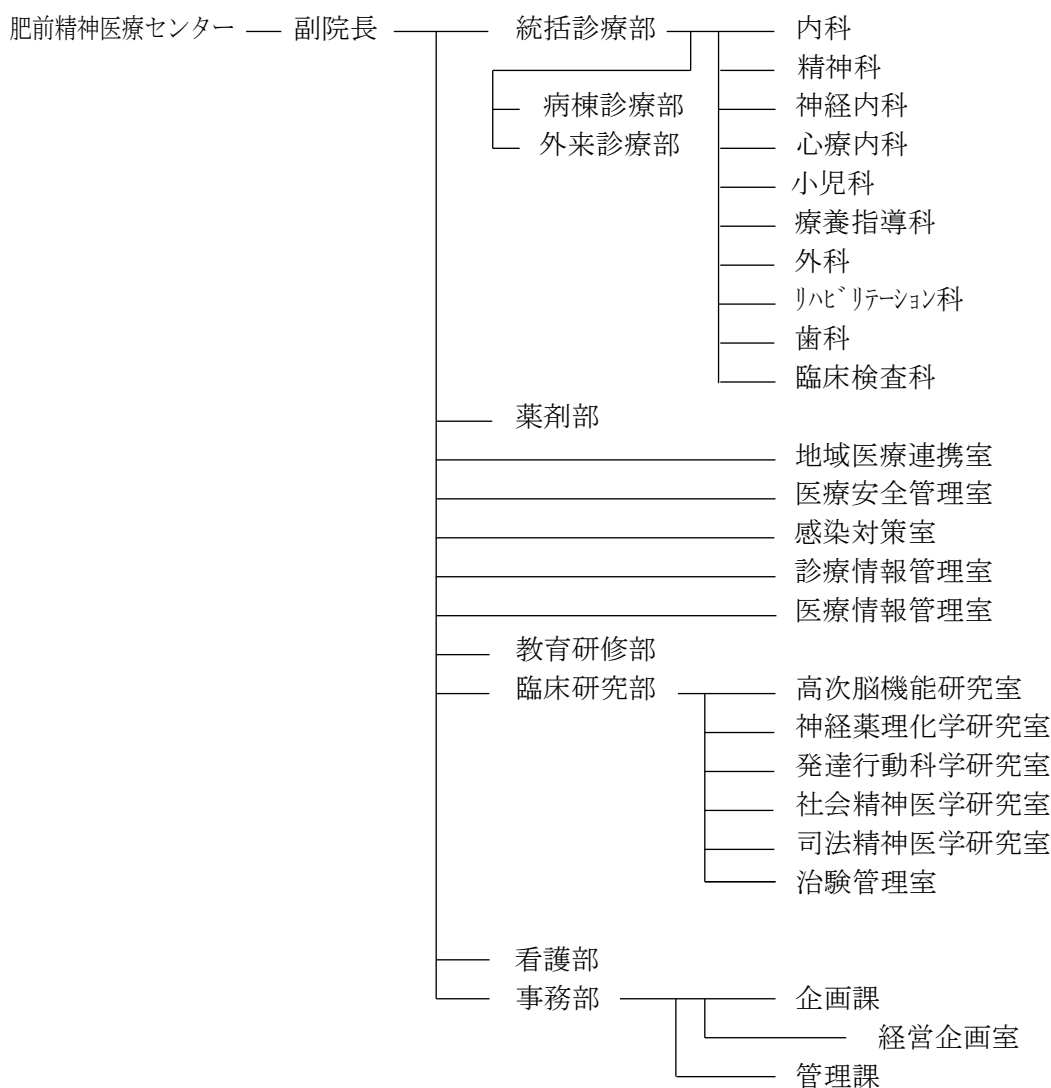 肥前精神医療センター 副院長 統括診療部 内科
精神科
病棟診療部 神経内科
外来診療部 心療内科
小児科
療養指導科
外科
ﾘﾊﾋﾞﾘﾃｰｼｮﾝ科
歯科
臨床検査科
薬剤部
地域医療連携室
医療安全管理室
感染対策室
診療情報管理室
医療情報管理室
教育研修部
臨床研究部 高次脳機能研究室
神経薬理化学研究室
発達行動科学研究室
社会精神医学研究室
司法精神医学研究室
治験管理室
看護部
事務部 企画課
経営企画室
管理課